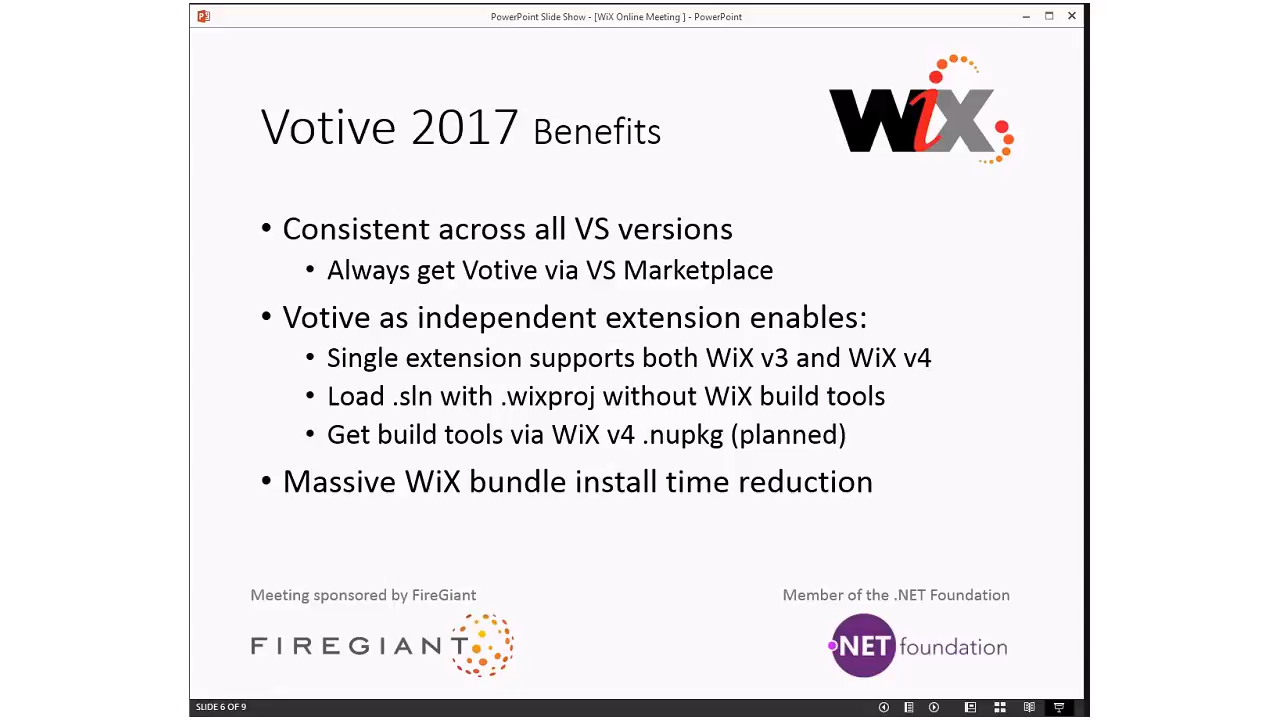 PowerPoint Slide Show - [WiX Online Meeting ] - PowerPoint
WiX
Votive 2017 Benefits
• Consistent across all VS versions
• Always get Votive via VS Marketplace
• Votive as independent extension enables:
• Single extension supports both WiX v3 and WiX v4
• Load .sln with .wixproj without WiX build tools
• Get build tools via WiX v4 .nupkg (planned)
• Massive WiX bundle install time reduction
Meeting sponsored by FireGiant
Member of the .NET Foundation
FIREGIANT
.NET foundation
SLIDE 6 OF 9